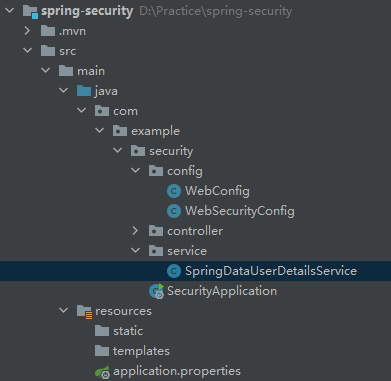 spring-security D:\Practice\spring-security
.mvn
src
main
java
com
example
security
config
WebConfig
WebSecurityConfig
controller
service
SpringDataUserDetailsService
SecurityApplication
resources
static
templates
application.properties